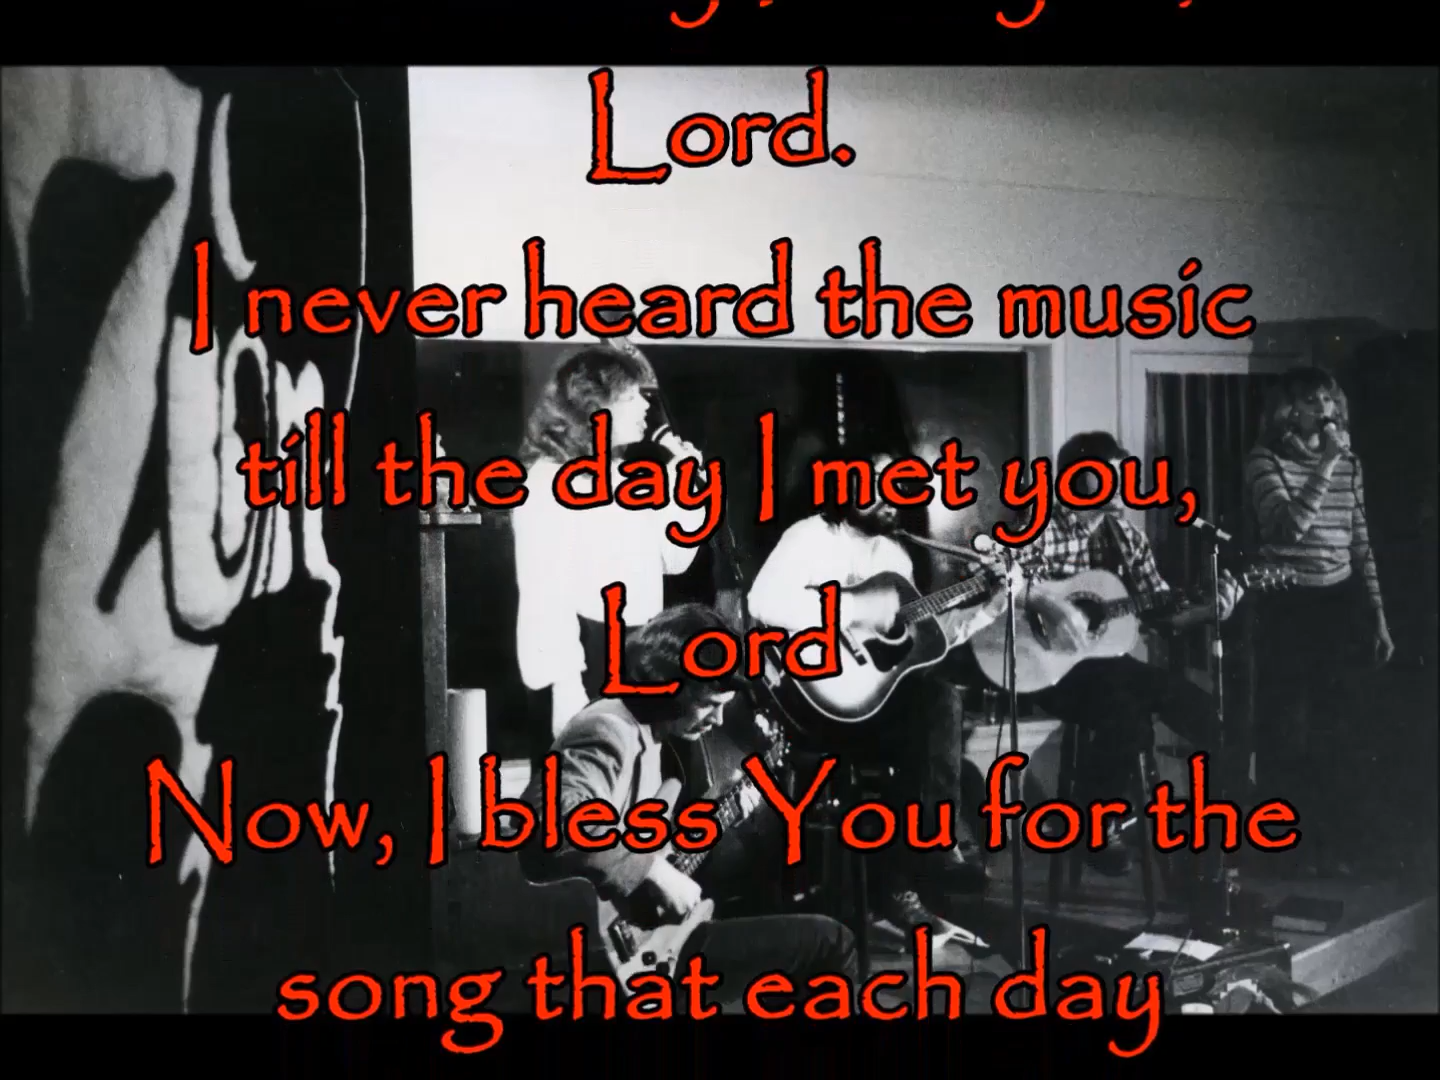 Lord.
I never heard the music
till the day I met you,
Lord
Now, I bless You for the
song that each day